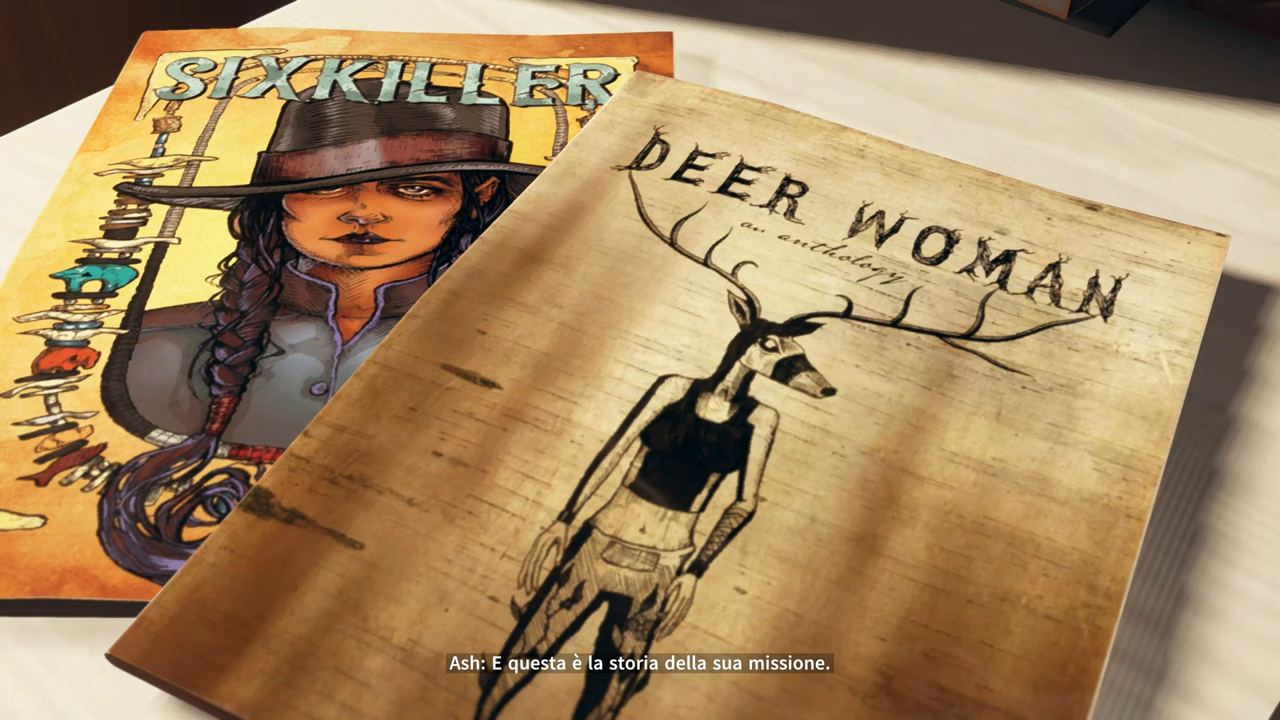 SIXKILLER
DEER WOMAN
an anthology
Ash: E questa è la storia della sua missione.